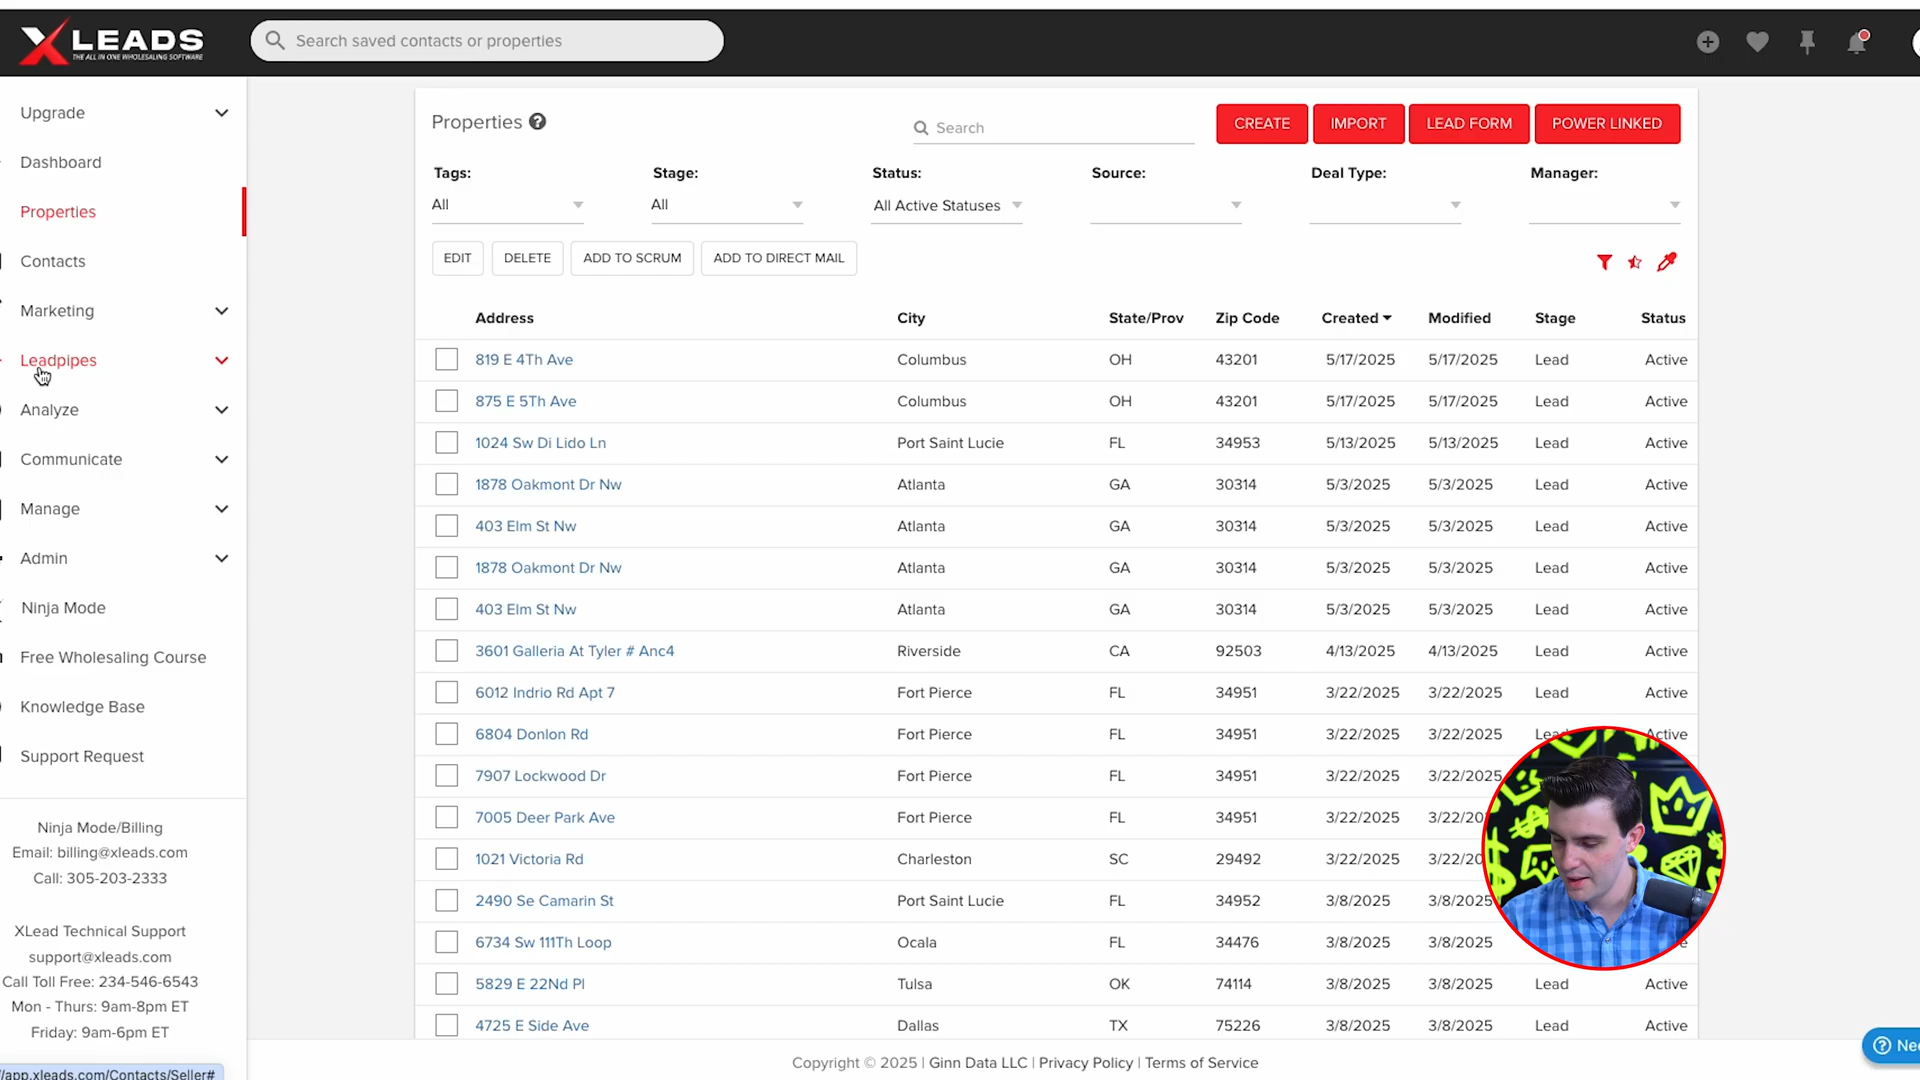 XLEADS
THE ALL IN ONE WHOLESALING SOFTWARE
Search saved contacts or properties
Upgrade
Dashboard
Properties
Contacts
Marketing
Leadpipes
Analyze
Communicate
Manage
Admin
Ninja Mode
Free Wholesaling Course
Knowledge Base
Support Request
Ninja Mode/Billing
Email: billing@xleads.com
Call: 305-203-2333
XLead Technical Support
support@xleads.com
Call Toll Free: 234-546-6543
Mon - Thurs: 9am-8pm ET
Friday: 9am-6pm ET
/app.xleads.com/Contacts/Seller#
Properties ?
Search
CREATE IMPORT LEAD FORM POWER LINKED
Tags: Stage: Status: Source: Deal Type: Manager:
All All All Active Statuses
EDIT DELETE ADD TO SCRUM ADD TO DIRECT MAIL
Address City State/Prov Zip Code Created Modified Stage Status
819 E 4Th Ave Columbus OH 43201 5/17/2025 5/17/2025 Lead Active
875 E 5Th Ave Columbus OH 43201 5/17/2025 5/17/2025 Lead Active
1024 Sw Di Lido Ln Port Saint Lucie FL 34953 5/13/2025 5/13/2025 Lead Active
1878 Oakmont Dr Nw Atlanta GA 30314 5/3/2025 5/3/2025 Lead Active
403 Elm St Nw Atlanta GA 30314 5/3/2025 5/3/2025 Lead Active
1878 Oakmont Dr Nw Atlanta GA 30314 5/3/2025 5/3/2025 Lead Active
403 Elm St Nw Atlanta GA 30314 5/3/2025 5/3/2025 Lead Active
3601 Galleria At Tyler # Anc4 Riverside CA 92503 4/13/2025 4/13/2025 Lead Active
6012 Indrio Rd Apt 7 Fort Pierce FL 34951 3/22/2025 3/22/2025 Lead Active
6804 Donlon Rd Fort Pierce FL 34951 3/22/2025 3/22/2025 Lead Active
7907 Lockwood Dr Fort Pierce FL 34951 3/22/2025 3/22/2025
7005 Deer Park Ave Fort Pierce FL 34951 3/22/2025 3/22/20
1021 Victoria Rd Charleston SC 29492 3/22/2025 3/22/20
2490 Se Camarin St Port Saint Lucie FL 34952 3/8/2025 3/8/2025
6734 Sw 111Th Loop Ocala FL 34476 3/8/2025 3/8/2025
5829 E 22Nd Pl Tulsa OK 74114 3/8/2025 3/8/2025 Lead Active
4725 E Side Ave Dallas TX 75226 3/8/2025 3/8/2025 Lead Active
Copyright © 2025 | Ginn Data LLC | Privacy Policy | Terms of Service
? Nee